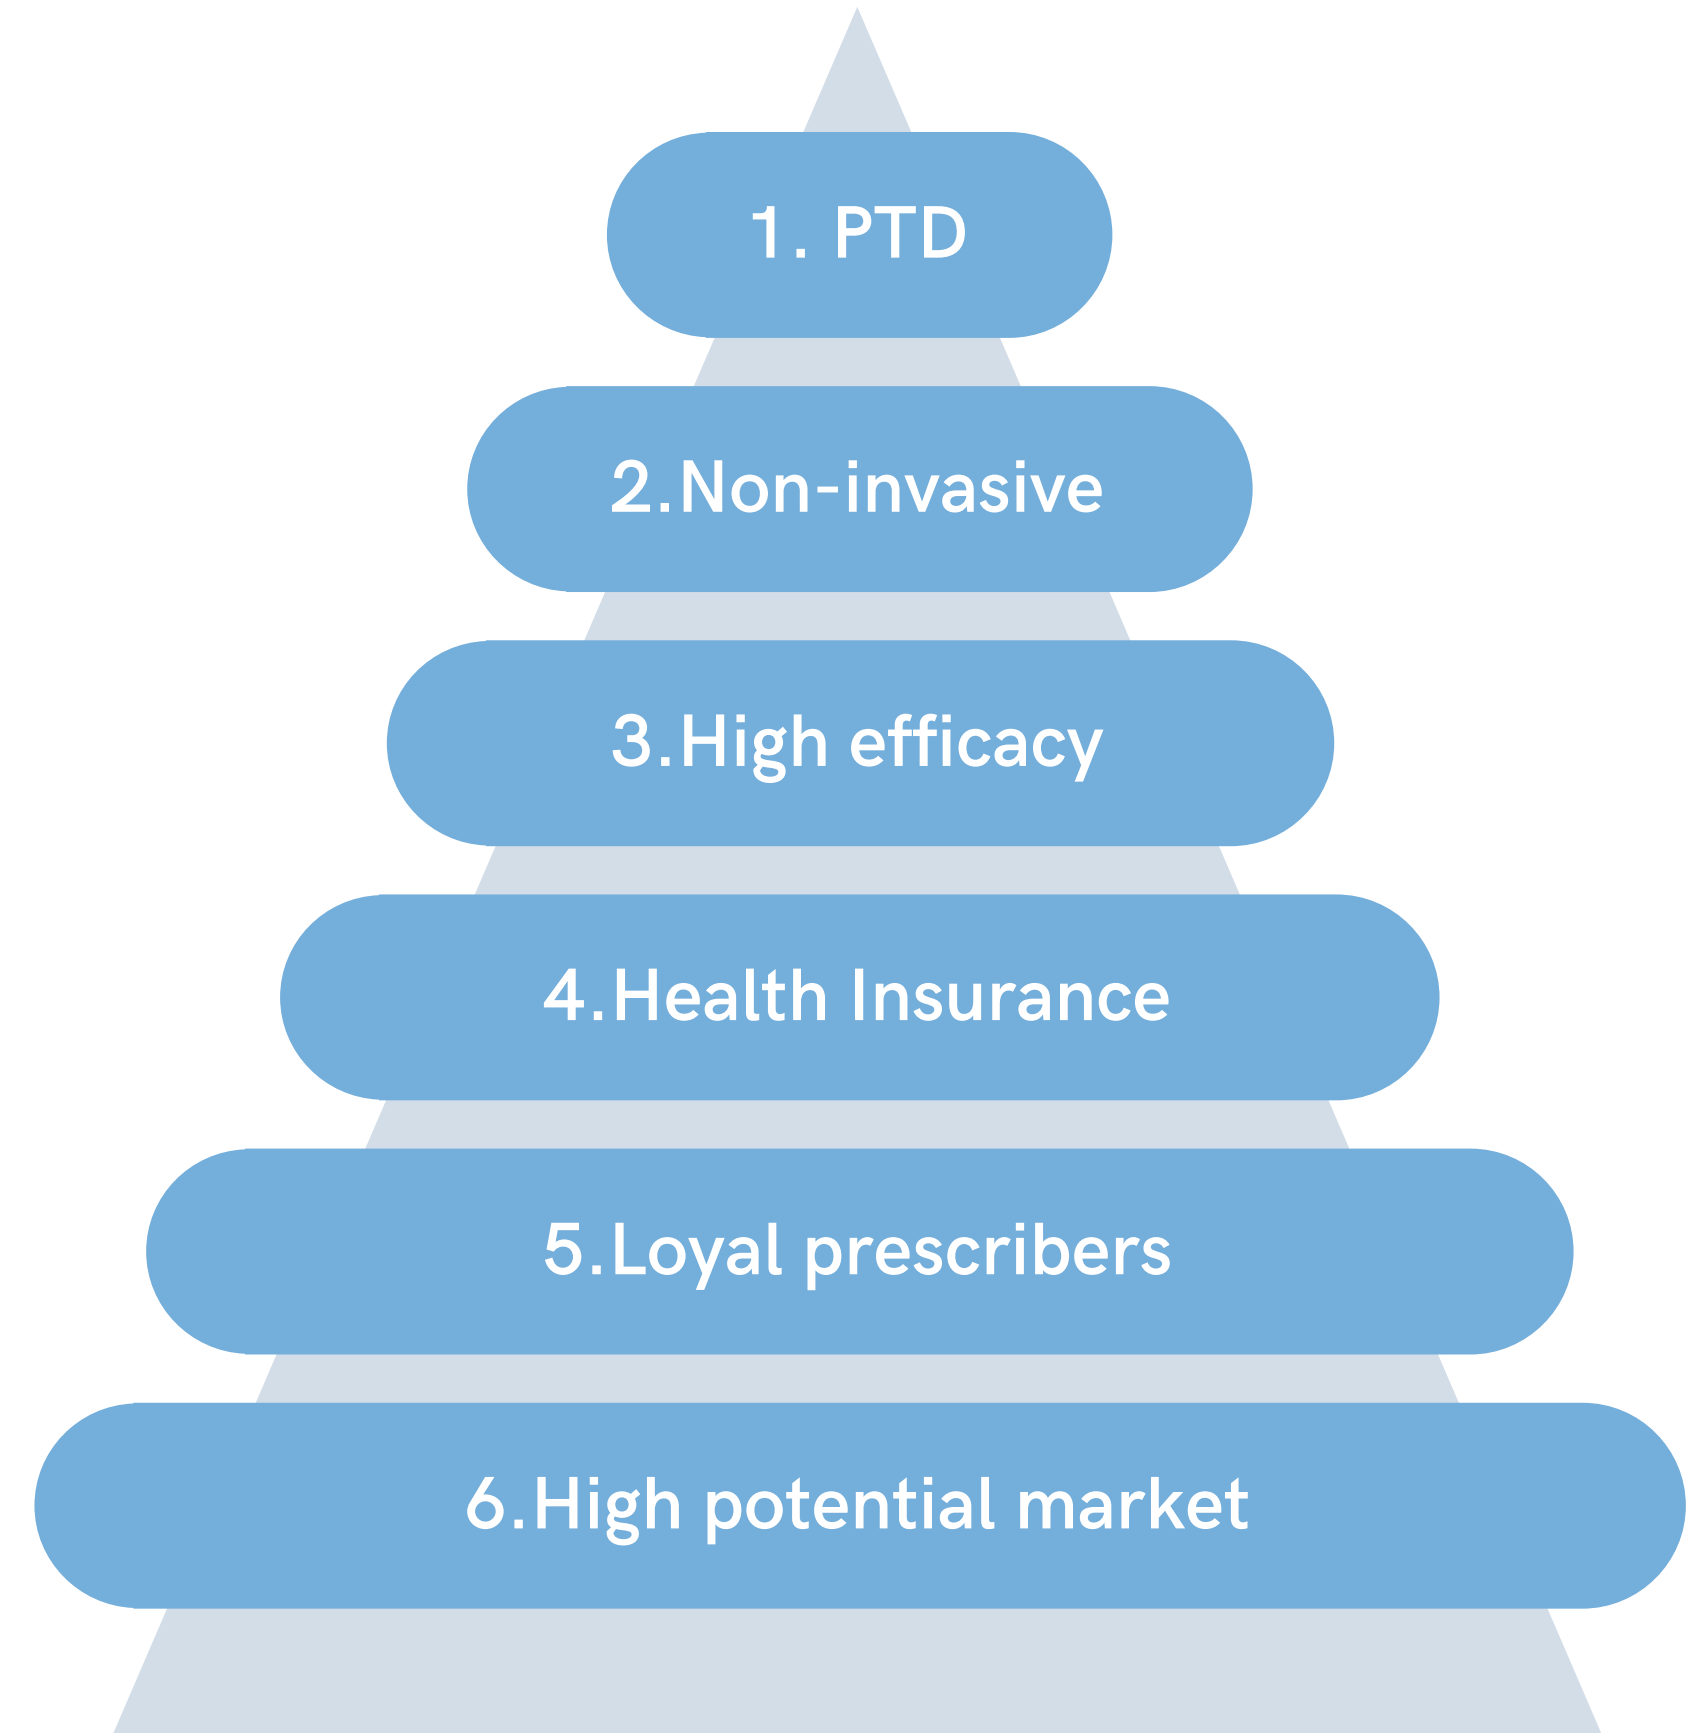 1. PTD
2.Non-invasive
3.High efficacy
4.Health Insurance
5.Loyal prescribers
6.High potential market